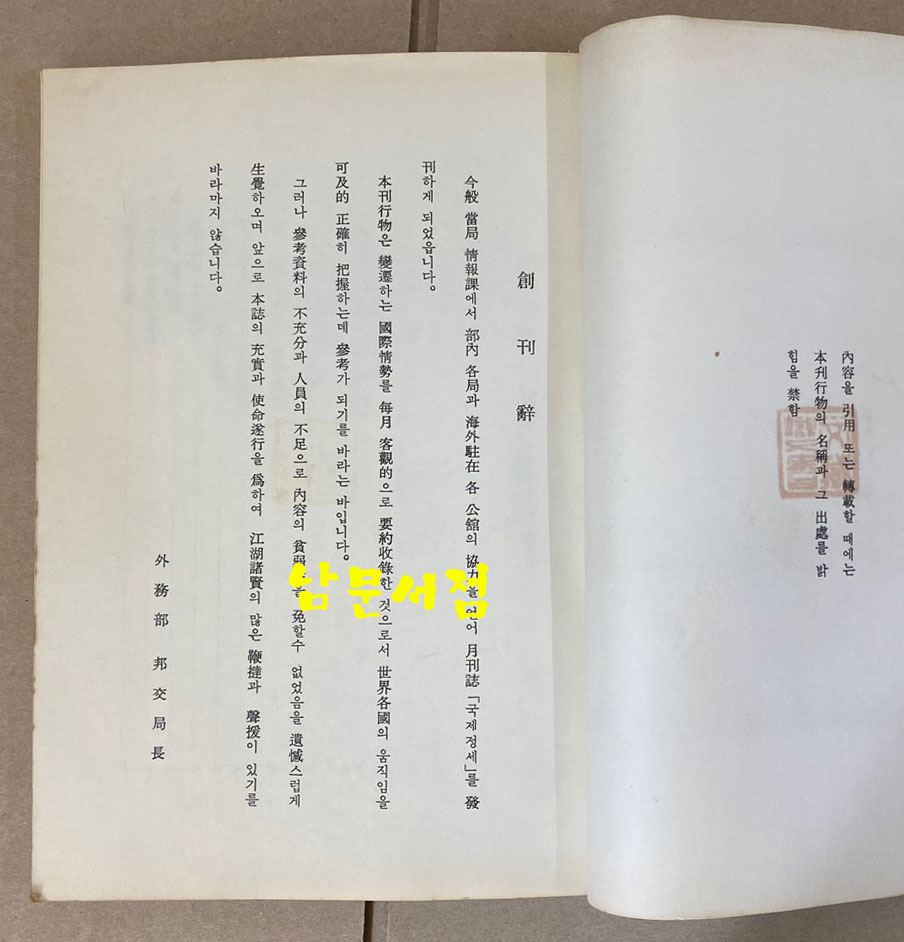 內容을 引用 또는 轉載할 때에는
本刊行物의 名稱과 그 出處를 밝
힘을 禁함
創刊辭
今般 當局 情報課에서 部內 各局과 海外駐在 各 公舘의 協力을 얻어 月刊誌「국제정세」를 發
刊하게 되었읍니다。
本刊行物은 變遷하는 國際情勢를 每月 客觀的으로 要約收錄한 것으로서 世界各國의 움직임을
可及的 正確히 把握하는데 參考가 되기를 바라는 바입니다。
그러나 參考資料의 不充分과 人員의 不足으로 內容의 貧弱 을 免할수 없었음을 遺憾스럽게
生覺하오며 앞으로 本誌의 充實과 使命遂行을 爲하여 江湖諸賢의 많은 鞭撻과 聲援이 있기를
바라마지 않습니다。
外務部 邦交局長
남문서점